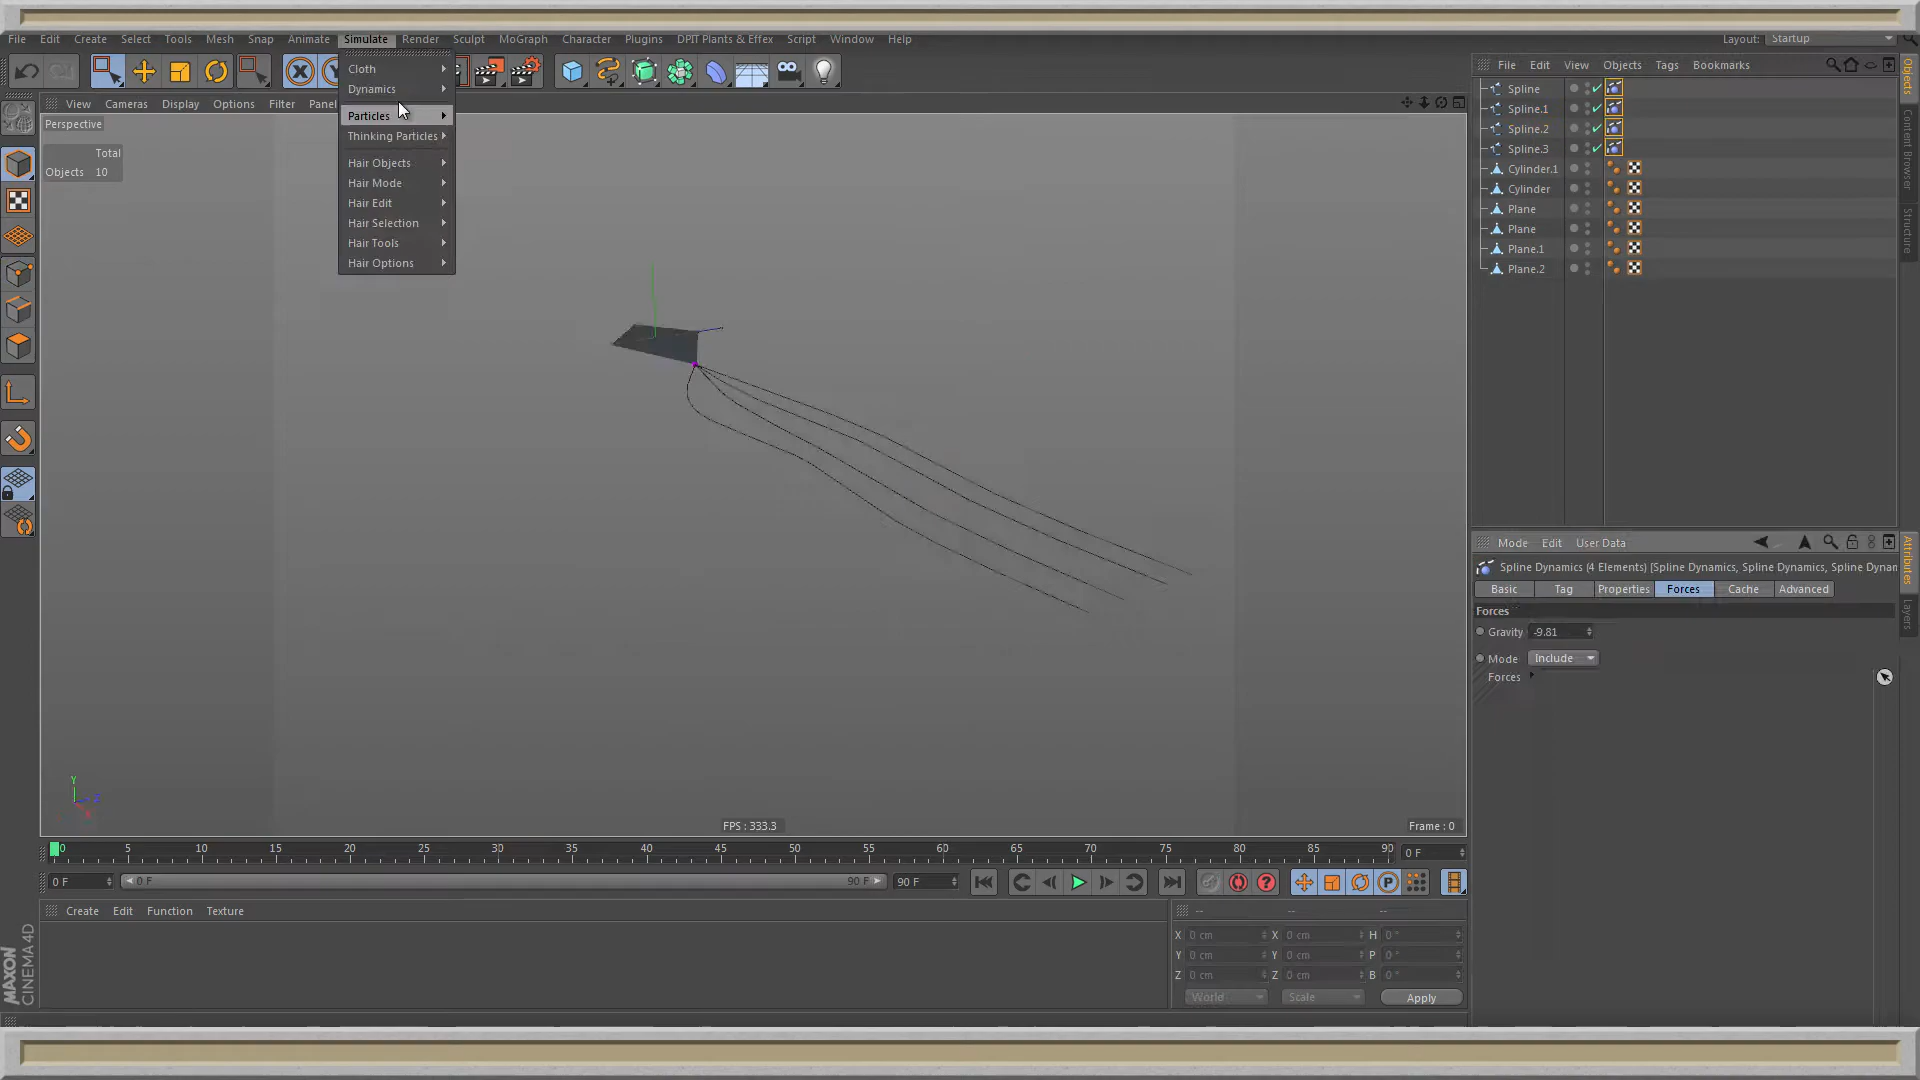 File Edit Create Select Tools Mesh Snap Animate Simulate Render Sculpt MoGraph Character Plugins DPIT Plants & Effex Script Window Help
Layout: Startup
View Cameras Display Options Filter Panel
Perspective
Total
Objects 10
Cloth
Dynamics
Particles
Thinking Particles
Hair Objects
Hair Mode
Hair Edit
Hair Selection
Hair Tools
Hair Options
Y
Z
X
FPS : 333.3
Frame : 0
0 5 10 15 20 25 30 35 40 45 50 55 60 65 70 75 80 85 90
0 F
0 F
0 F
90 F
90 F
Create Edit Function Texture
-- -- --
X 0 cm X 0 cm H 0 °
Y 0 cm Y 0 cm P 0 °
Z 0 cm Z 0 cm B 0 °
World Scale Apply
MAXON
CINEMA 4D
File Edit View Objects Tags Bookmarks
Spline
Spline.1
Spline.2
Spline.3
Cylinder.1
Cylinder
Plane
Plane
Plane.1
Plane.2
Objects
Content Browser
Structure
Mode Edit User Data
Spline Dynamics (4 Elements) [Spline Dynamics, Spline Dynamics, Spline Dynan
Basic Tag Properties Forces Cache Advanced
Forces
Gravity -9.81
Mode Include
Forces
Attributes
Layers